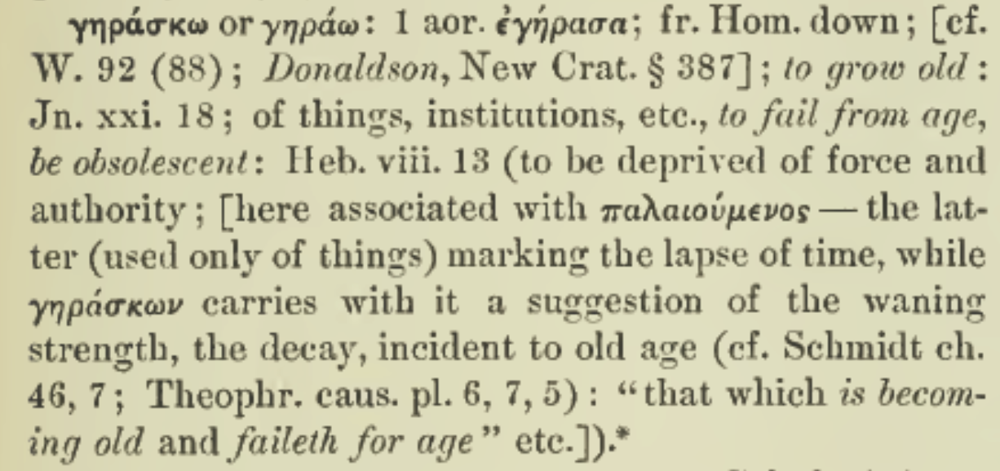 γηράσκω or γηράω: 1 aor. ἐγήρασα; fr. Hom. down; [cf.
W. 92 (88); Donaldson, New Crat. § 387]; to grow old:
Jn. xxi. 18; of things, institutions, etc., to fail from age,
be obsolescent: Heb. viii. 13 (to be deprived of force and
authority; [here associated with παλαιούμενος — the lat-
ter (used only of things) marking the lapse of time, while
γηράσκων carries with it a suggestion of the waning
strength, the decay, incident to old age (cf. Schmidt ch.
46, 7; Theophr. caus. pl. 6, 7, 5): “that which is becom-
ing old and faileth for age” etc.]).*